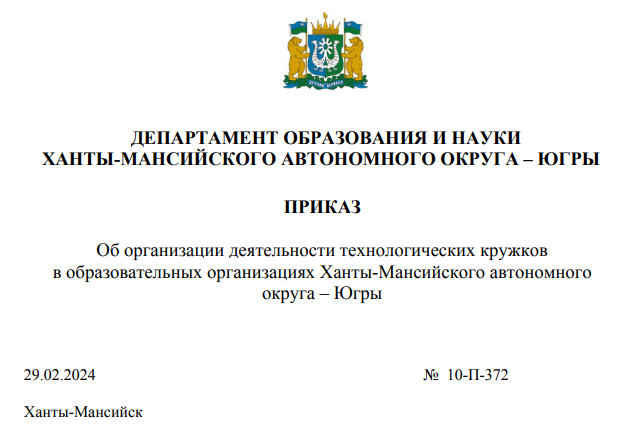 ДЕПАРТАМЕНТ ОБРАЗОВАНИЯ И НАУКИ
ХАНТЫ-МАНСИЙСКОГО АВТОНОМНОГО ОКРУГА – ЮГРЫ
ПРИКАЗ
Об организации деятельности технологических кружков
в образовательных организациях Ханты-Мансийского автономного
округа – Югры
29.02.2024 № 10-П-372
Ханты-Мансийск